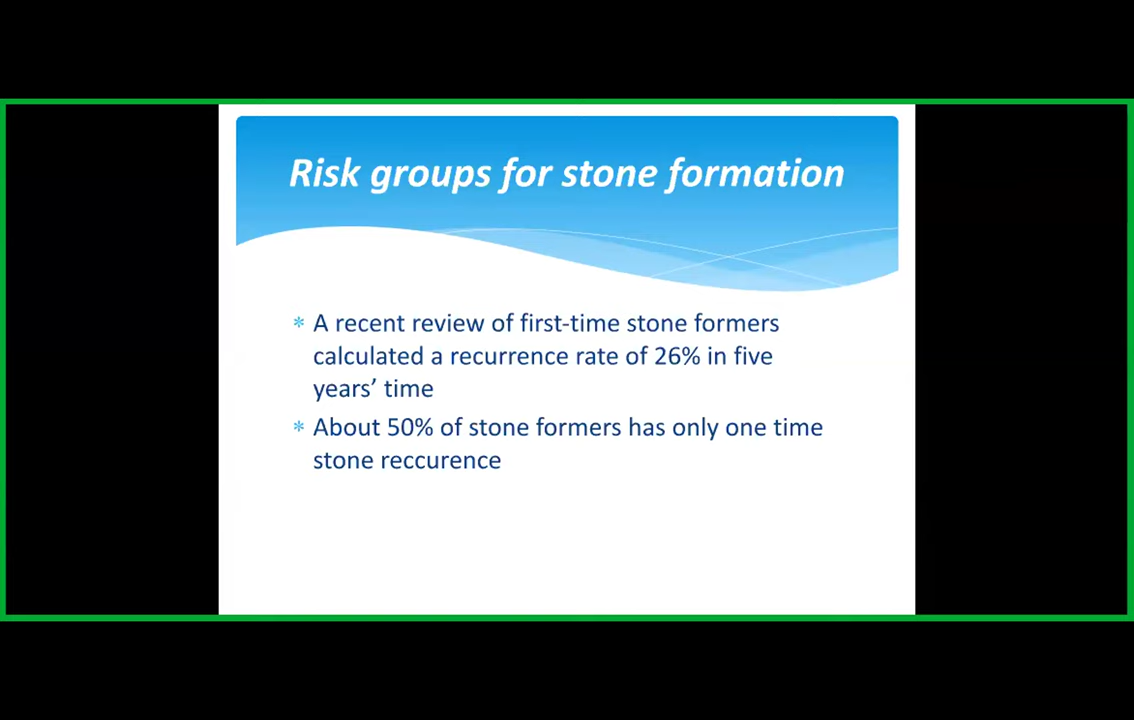 Risk groups for stone formation
* A recent review of first-time stone formers
calculated a recurrence rate of 26% in five
years’ time
* About 50% of stone formers has only one time
stone reccurence